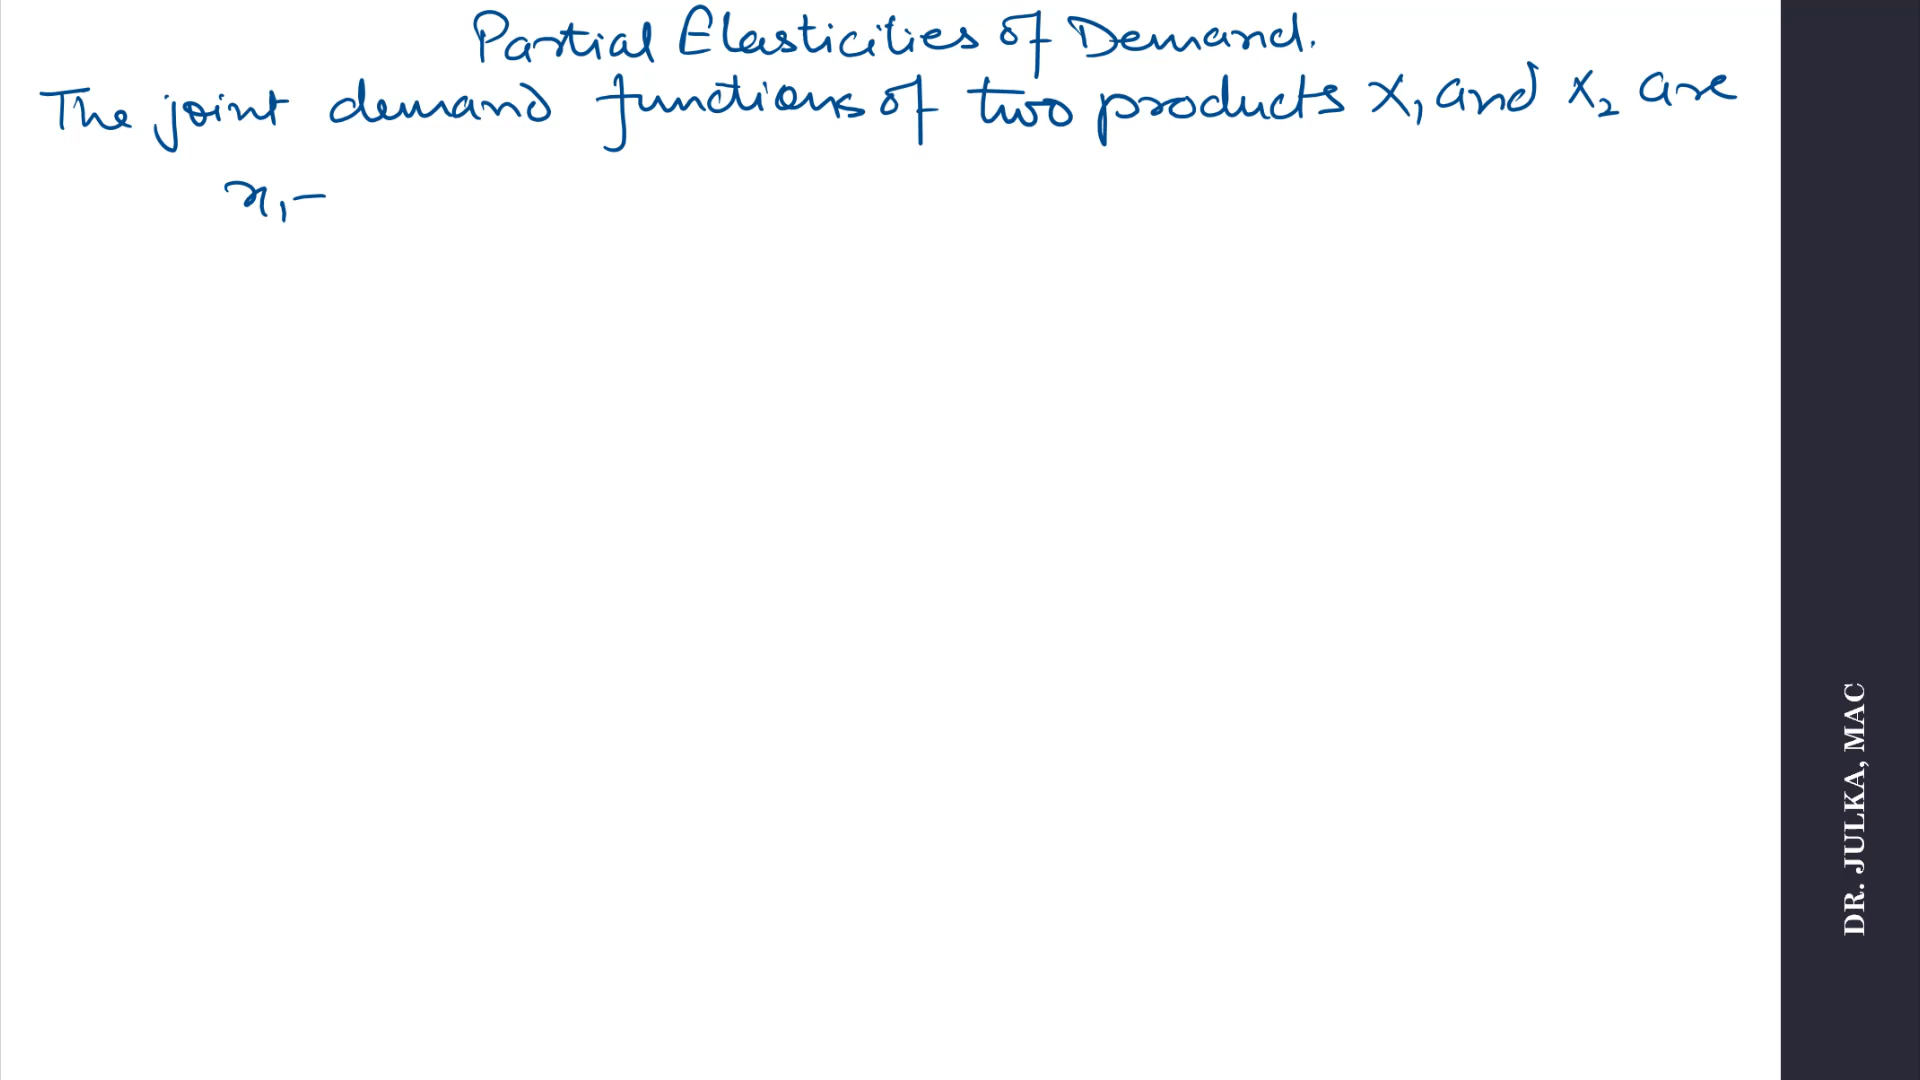 Partial Elasticities of Demand.
The joint demand functions of two products X₁ and X₂ are
x₁ -
DR. JULKA, MAC